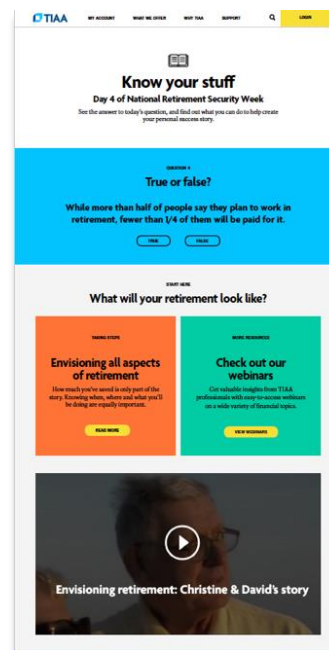 TIAA
MY ACCOUNT WHAT WE OFFER WHY TIAA SUPPORT LOGIN
Know your stuff
Day 4 of National Retirement Security Week
See the answer to today's question, and find out what you can do to help create
your personal success story.
QUESTION 4
True or false?
While more than half of people say they plan to work in
retirement, fewer than 1/4 of them will be paid for it.
TRUE FALSE
START HERE
What will your retirement look like?
TAKING STEPS
Envisioning all aspects
of retirement
How much you've saved is only part of the
story. Knowing when, where and what you'll
be doing are equally important.
READ MORE
MORE RESOURCES
Check out our
webinars
Get valuable insights from TIAA
professionals with easy-to-access webinars
on a wide variety of financial topics.
VIEW WEBINARS
Envisioning retirement: Christine & David's story